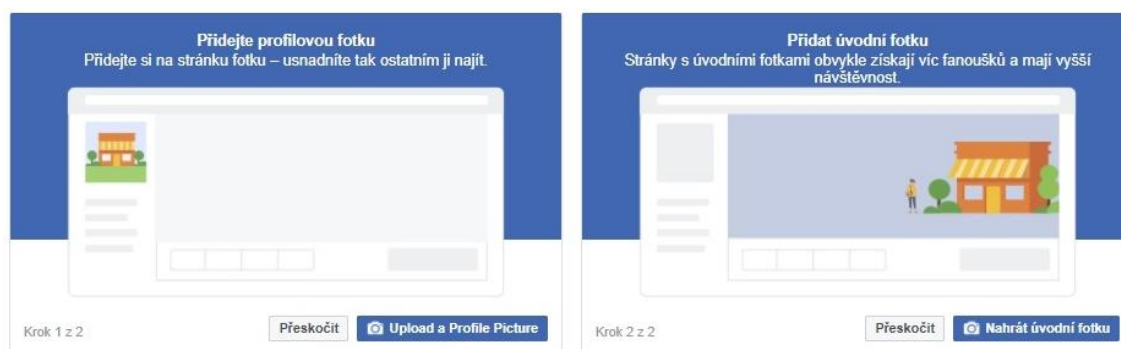 Přidejte profilovou fotku
Přidejte si na stránku fotku – usnadníte tak ostatním ji najít.
Krok 1 z 2
Přeskočit
Upload a Profile Picture
Přidat úvodní fotku
Stránky s úvodními fotkami obvykle získají víc fanoušků a mají vyšší
návštěvnost.
Krok 2 z 2
Přeskočit
Nahrát úvodní fotku